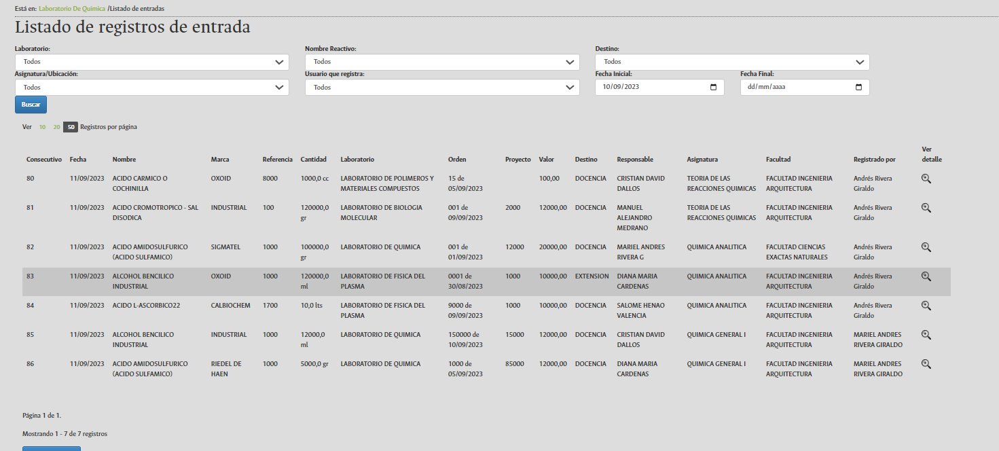 Está en: Laboratorio De Quimica /Listado de entradas
Listado de registros de entrada
Laboratorio: Nombre Reactivo: Destino:
Todos Todos Todos
Asignatura/Ubicación: Usuario que registra: Fecha Inicial: Fecha Final:
Todos Todos 10/09/2023 dd/mm/aaaa
Buscar
Ver 10 20 50 Registros por página
Ver
Consecutivo Fecha Nombre Marca Referencia Cantidad Laboratorio Orden Proyecto Valor Destino Responsable Asignatura Facultad Registrado por detalle
80 11/09/2023 ACIDO CARMICO O OXOID 8000 1000,0 cc LABORATORIO DE POLIMEROS Y 15 de 100,00 DOCENCIA CRISTIAN DAVID TEORIA DE LAS FACULTAD INGENIERIA Andrés Rivera
COCHINILLA MATERIALES COMPUESTOS 05/09/2023 DALLOS REACCIONES QUIMICAS ARQUITECTURA Giraldo
81 11/09/2023 ACIDO CROMOTROPICO - SAL INDUSTRIAL 100 120000,0 LABORATORIO DE BIOLOGIA 001 de 2000 12000,00 DOCENCIA MANUEL TEORIA DE LAS FACULTAD INGENIERIA Andrés Rivera
DISODICA gr MOLECULAR 09/09/2023 ALEJANDRO REACCIONES QUIMICAS ARQUITECTURA Giraldo
MEDRANO
82 11/09/2023 ACIDO AMIDOSULFURICO SIGMATEL 1000 100000,0 LABORATORIO DE QUIMICA 001 de 12000 20000,00 DOCENCIA MARIEL ANDRES QUIMICA ANALITICA FACULTAD CIENCIAS Andrés Rivera
(ACIDO SULFAMICO) gr 01/09/2023 RIVERA G EXACTAS NATURALES Giraldo
83 11/09/2023 ALCOHOL BENCILICO OXOID 1000 120000,0 LABORATORIO DE FISICA DEL 0001 de 1000 10000,00 EXTENSION DIANA MARIA QUIMICA ANALITICA FACULTAD INGENIERIA Andrés Rivera
INDUSTRIAL ml PLASMA 30/08/2023 CARDENAS ARQUITECTURA Giraldo
84 11/09/2023 ACIDO L-ASCORBICO22 CALBIOCHEM 1700 10,0 lts LABORATORIO DE FISICA DEL 9000 de 1000 10000,00 DOCENCIA SALOME HENAO QUIMICA ANALITICA FACULTAD INGENIERIA Andrés Rivera
PLASMA 09/09/2023 VALENCIA ARQUITECTURA Giraldo
85 11/09/2023 ALCOHOL BENCILICO INDUSTRIAL 1000 12000,0 LABORATORIO DE QUIMICA 150000 de 15000 12000,00 DOCENCIA CRISTIAN DAVID QUIMICA GENERAL I FACULTAD INGENIERIA MARIEL ANDRES
INDUSTRIAL ml 10/09/2023 DALLOS ARQUITECTURA RIVERA GIRALDO
86 11/09/2023 ACIDO AMIDOSULFURICO RIEDEL DE 1000 5000,0 gr LABORATORIO DE QUIMICA 1000 de 85000 12000,00 DOCENCIA DIANA MARIA QUIMICA GENERAL I FACULTAD INGENIERIA MARIEL ANDRES
(ACIDO SULFAMICO) HAEN 05/09/2023 CARDENAS ARQUITECTURA RIVERA GIRALDO
Página 1 de 1.
Mostrando 1 - 7 de 7 registros